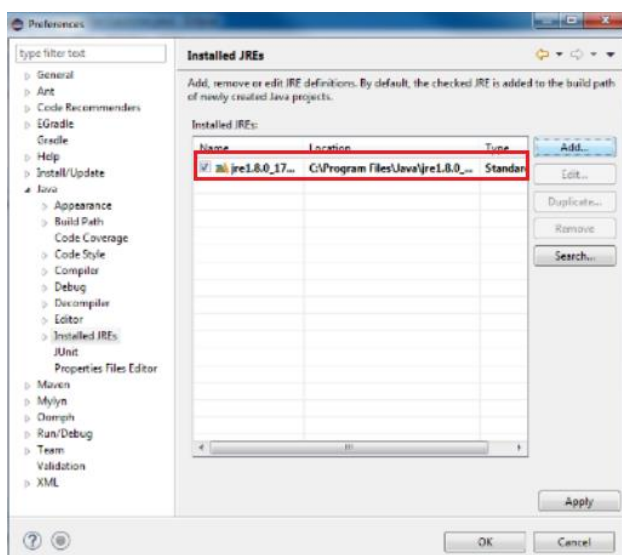 Preferences
type filter text
General
Ant
Code Recommenders
EGradle
Gradle
Help
Install/Update
Java
Appearance
Build Path
Code Coverage
Code Style
Compiler
Debug
Decompiler
Editor
Installed JREs
JUnit
Properties Files Editor
Maven
Mylyn
Oomph
Run/Debug
Team
Validation
XML
Installed JREs
Add, remove or edit JRE definitions. By default, the checked JRE is added to the build path
of newly created Java projects.
Installed JREs:
Name Location Type
jre1.8.0_17... C:\Program Files\Java\jre1.8.0_... Standar
Add...
Edit...
Duplicate...
Remove
Search...
Apply
OK Cancel